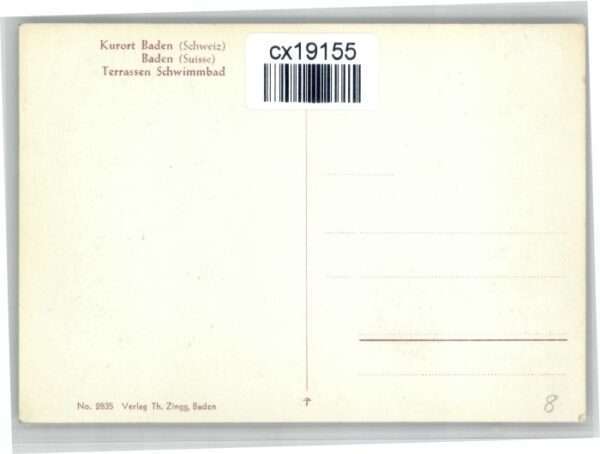 Kurort Baden (Schweiz)
Baden (Suisse)
Terrassen Schwimmbad
cx19155
No. 2835 Verlag Th. Zingg, Baden
8